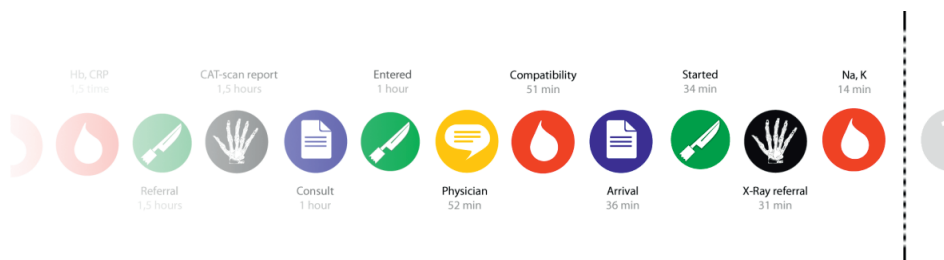 Hb, CRP
1,5 time
CAT-scan report
1,5 hours
Entered
1 hour
Compatibility
51 min
Started
34 min
Na, K
14 min
Referral
1,5 hours
Consult
1 hour
Physician
52 min
Arrival
36 min
X-Ray referral
31 min